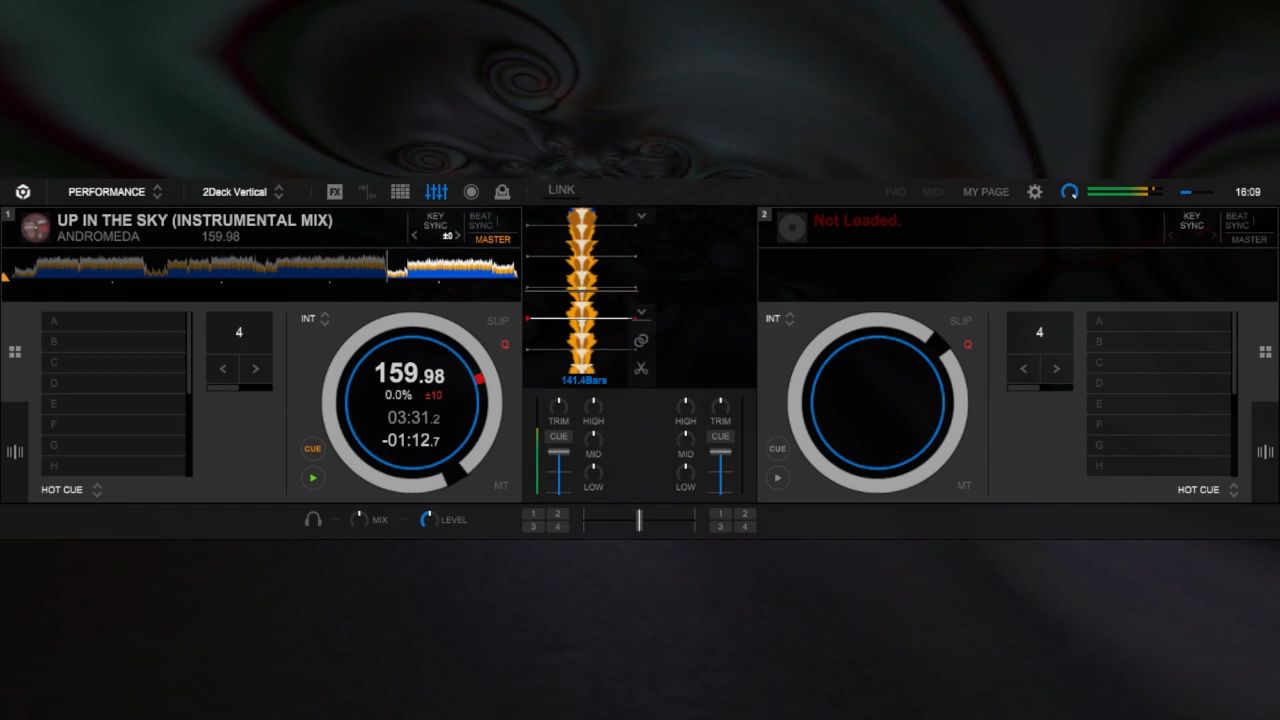 PERFORMANCE
2Deck Vertical
FX
LINK
PAD
MIDI
MY PAGE
16:09
1
UP IN THE SKY (INSTRUMENTAL MIX)
ANDROMEDA
159.98
KEY
SYNC
±0
BEAT
SYNC
MASTER
2
Not Loaded.
KEY
SYNC
BEAT
SYNC
MASTER
A
B
C
D
E
F
G
H
HOT CUE
4
INT
SLIP
Q
159.98
0.0%
±10
03:31.2
-01:12.7
CUE
MT
141.4Bars
TRIM
HIGH
CUE
MID
LOW
HIGH
TRIM
MID
CUE
LOW
INT
SLIP
Q
CUE
MT
4
A
B
C
D
E
F
G
H
HOT CUE
MIX
LEVEL
1 2
3 4
1 2
3 4